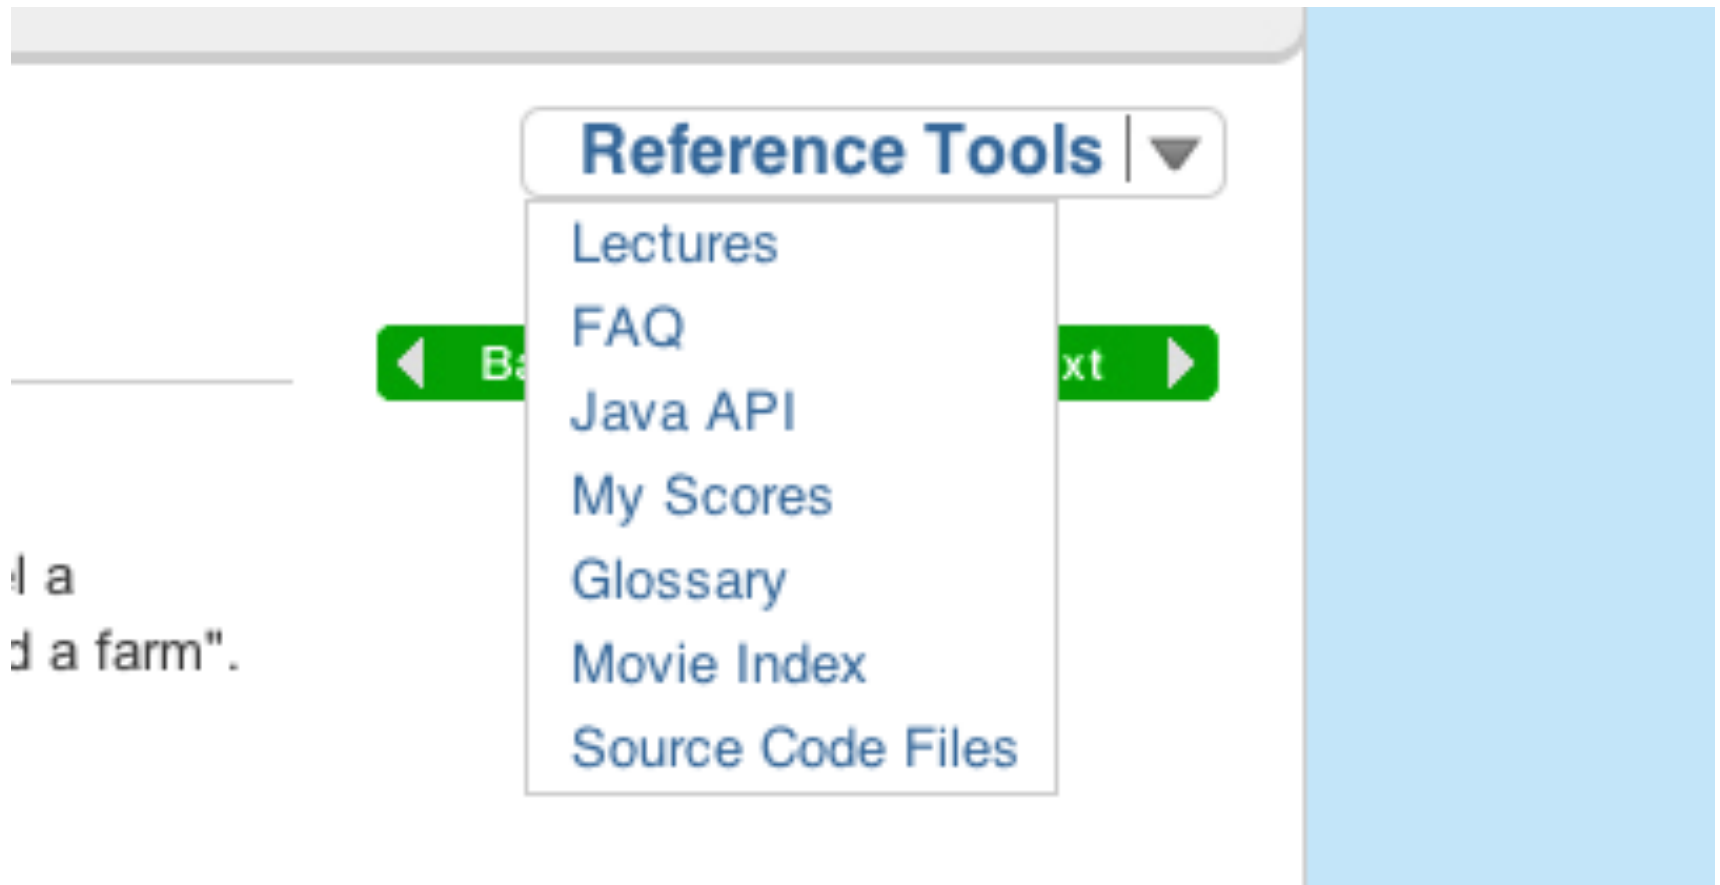 Reference Tools
Lectures
FAQ
Java API
My Scores
Glossary
Movie Index
Source Code Files
a
a farm".